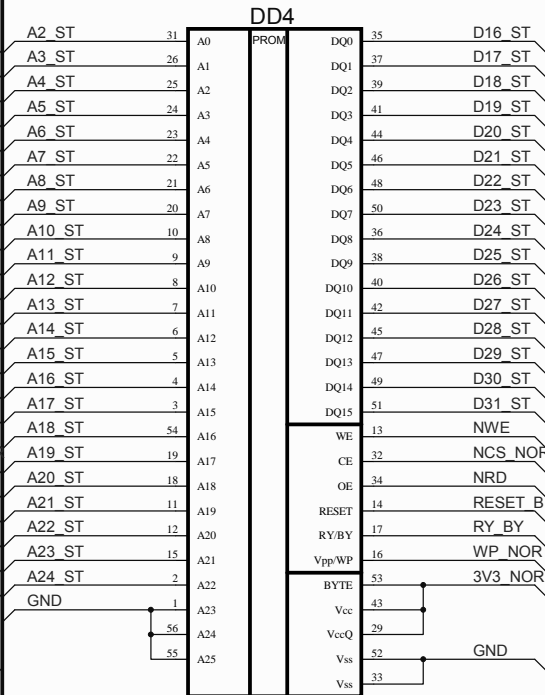 DD4
A2_ST 31 A0 PROM DQ0 35 D16_ST
A3_ST 26 A1 DQ1 37 D17_ST
A4_ST 25 A2 DQ2 39 D18_ST
A5_ST 24 A3 DQ3 41 D19_ST
A6_ST 23 A4 DQ4 44 D20_ST
A7_ST 22 A5 DQ5 46 D21_ST
A8_ST 21 A6 DQ6 48 D22_ST
A9_ST 20 A7 DQ7 50 D23_ST
A10_ST 10 A8 DQ8 36 D24_ST
A11_ST 9 A9 DQ9 38 D25_ST
A12_ST 8 A10 DQ10 40 D26_ST
A13_ST 7 A11 DQ11 42 D27_ST
A14_ST 6 A12 DQ12 45 D28_ST
A15_ST 5 A13 DQ13 47 D29_ST
A16_ST 4 A14 DQ14 49 D30_ST
A17_ST 3 A15 DQ15 51 D31_ST
A18_ST 54 A16 WE 13 NWE
A19_ST 19 A17 CE 32 NCS_NOR
A20_ST 18 A18 OE 34 NRD
A21_ST 11 A19 RESET 14 RESET_B
A22_ST 12 A20 RY/BY 17 RY_BY
A23_ST 15 A21 Vpp/WP 16 WP_NOR
A24_ST 2 A22 BYTE 53 3V3_NOR
GND 1 A23 Vcc 43
56 A24 VccQ 29
55 A25 Vss 52 GND
Vss 33